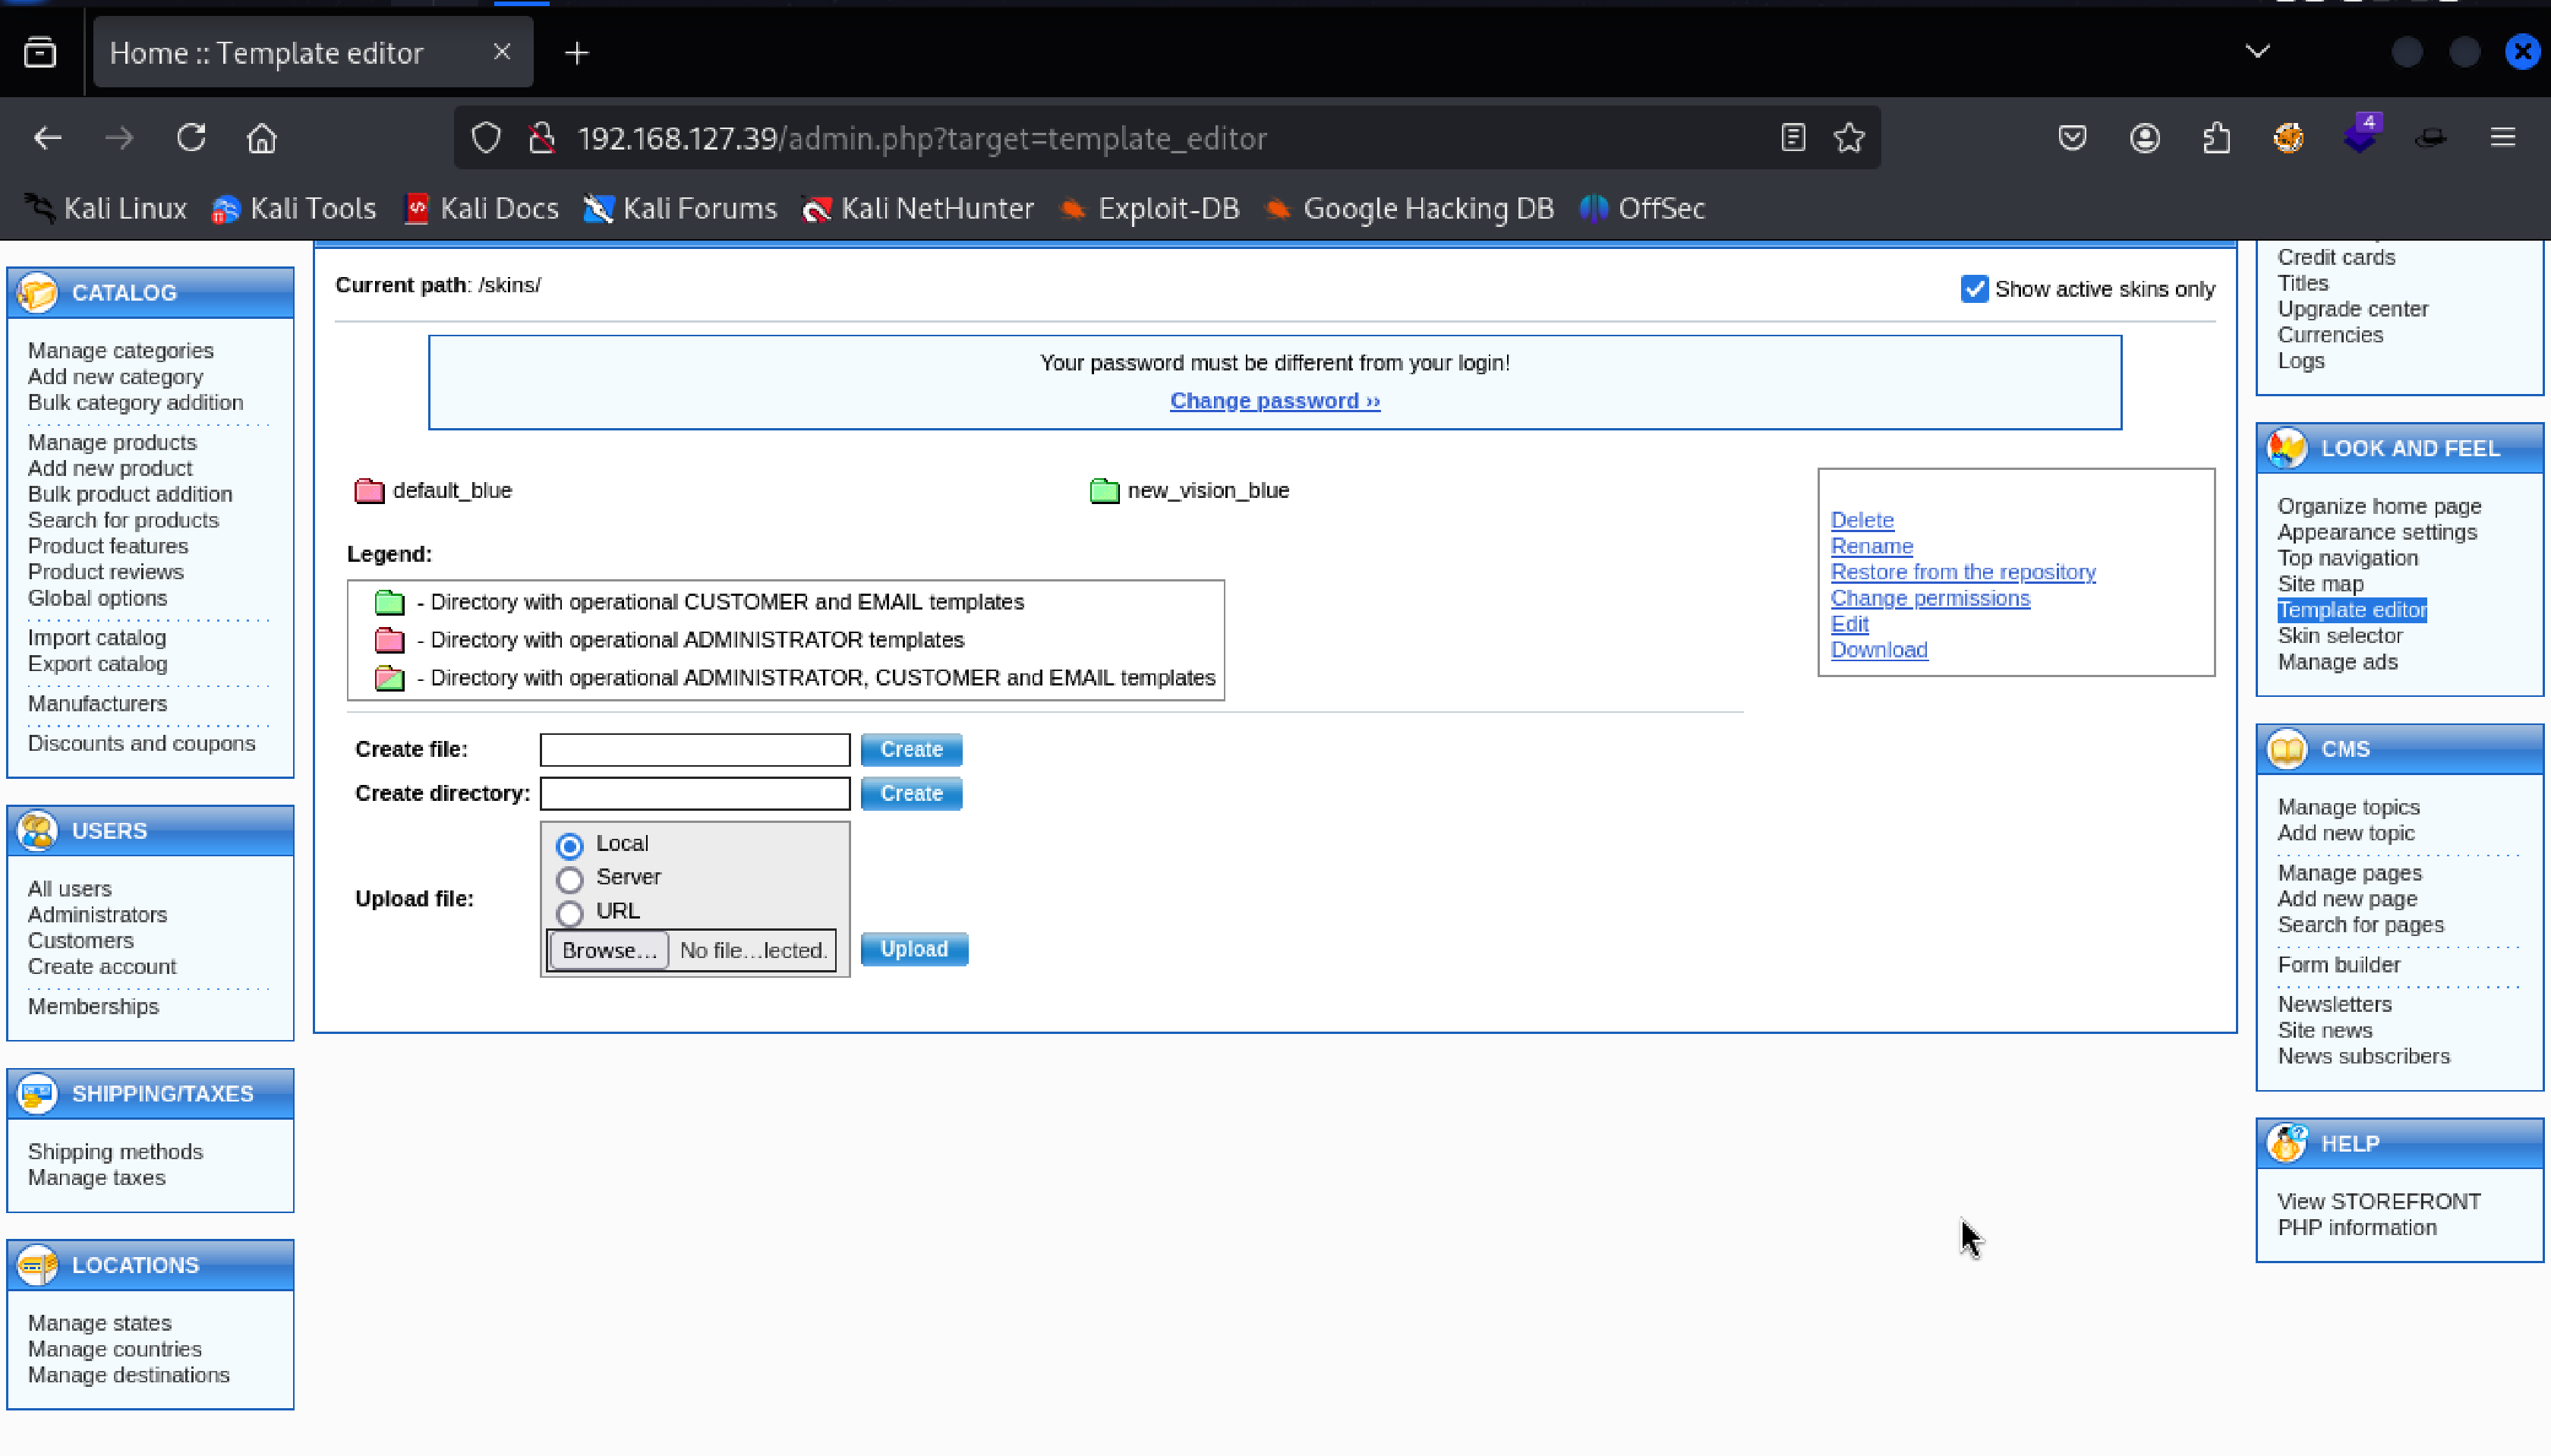 Home :: Template editor
192.168.127.39/admin.php?target=template_editor
4
Kali Linux Kali Tools Kali Docs Kali Forums Kali NetHunter Exploit-DB Google Hacking DB OffSec
CATALOG
Manage categories
Add new category
Bulk category addition
Manage products
Add new product
Bulk product addition
Search for products
Product features
Product reviews
Global options
Import catalog
Export catalog
Manufacturers
Discounts and coupons
USERS
All users
Administrators
Customers
Create account
Memberships
SHIPPING/TAXES
Shipping methods
Manage taxes
LOCATIONS
Manage states
Manage countries
Manage destinations
Current path: /skins/
Show active skins only
Your password must be different from your login!
Change password ››
default_blue
new_vision_blue
Legend:
- Directory with operational CUSTOMER and EMAIL templates
- Directory with operational ADMINISTRATOR templates
- Directory with operational ADMINISTRATOR, CUSTOMER and EMAIL templates
Delete
Rename
Restore from the repository
Change permissions
Edit
Download
Create file: Create
Create directory: Create
Upload file:
Local
Server
URL
Browse... No file...lected. Upload
Credit cards
Titles
Upgrade center
Currencies
Logs
LOOK AND FEEL
Organize home page
Appearance settings
Top navigation
Site map
Template editor
Skin selector
Manage ads
CMS
Manage topics
Add new topic
Manage pages
Add new page
Search for pages
Form builder
Newsletters
Site news
News subscribers
HELP
View STOREFRONT
PHP information